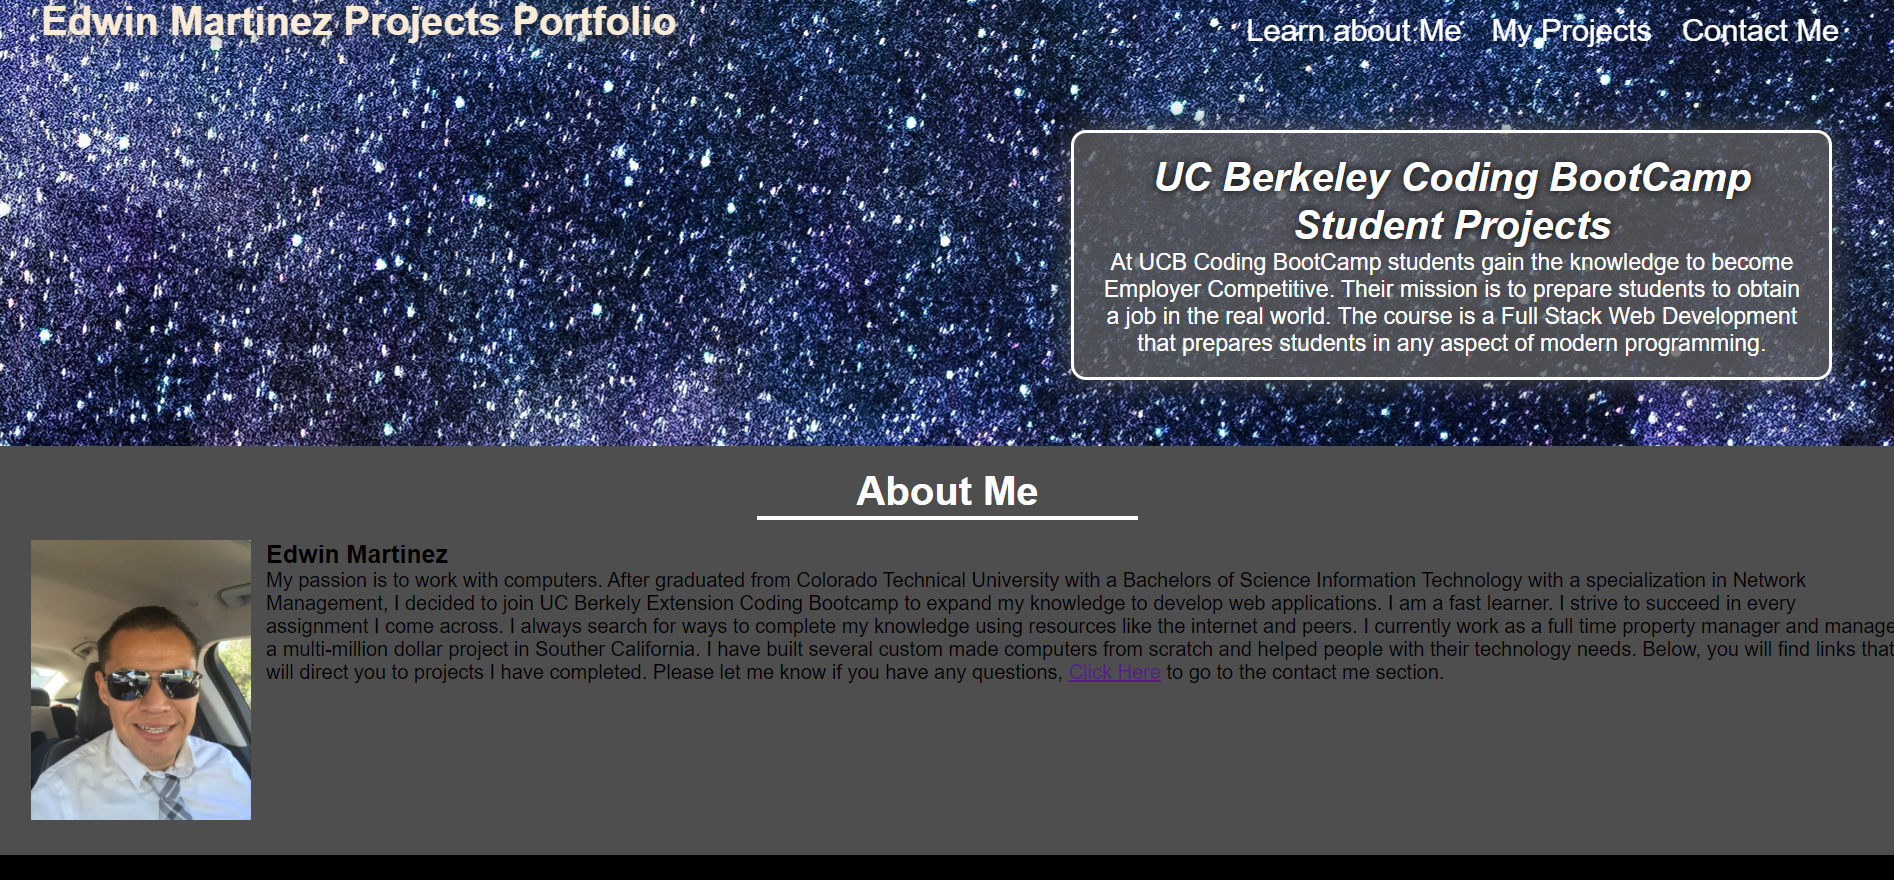 Edwin Martinez Projects Portfolio
Learn about Me My Projects Contact Me
UC Berkeley Coding BootCamp
Student Projects
At UCB Coding BootCamp students gain the knowledge to become
Employer Competitive. Their mission is to prepare students to obtain
a job in the real world. The course is a Full Stack Web Development
that prepares students in any aspect of modern programming.
About Me
Edwin Martinez
My passion is to work with computers. After graduated from Colorado Technical University with a Bachelors of Science Information Technology with a specialization in Network
Management, I decided to join UC Berkely Extension Coding Bootcamp to expand my knowledge to develop web applications. I am a fast learner. I strive to succeed in every
assignment I come across. I always search for ways to complete my knowledge using resources like the internet and peers. I currently work as a full time property manager and manage
a multi-million dollar project in Souther California. I have built several custom made computers from scratch and helped people with their technology needs. Below, you will find links that
will direct you to projects I have completed. Please let me know if you have any questions, Click Here to go to the contact me section.